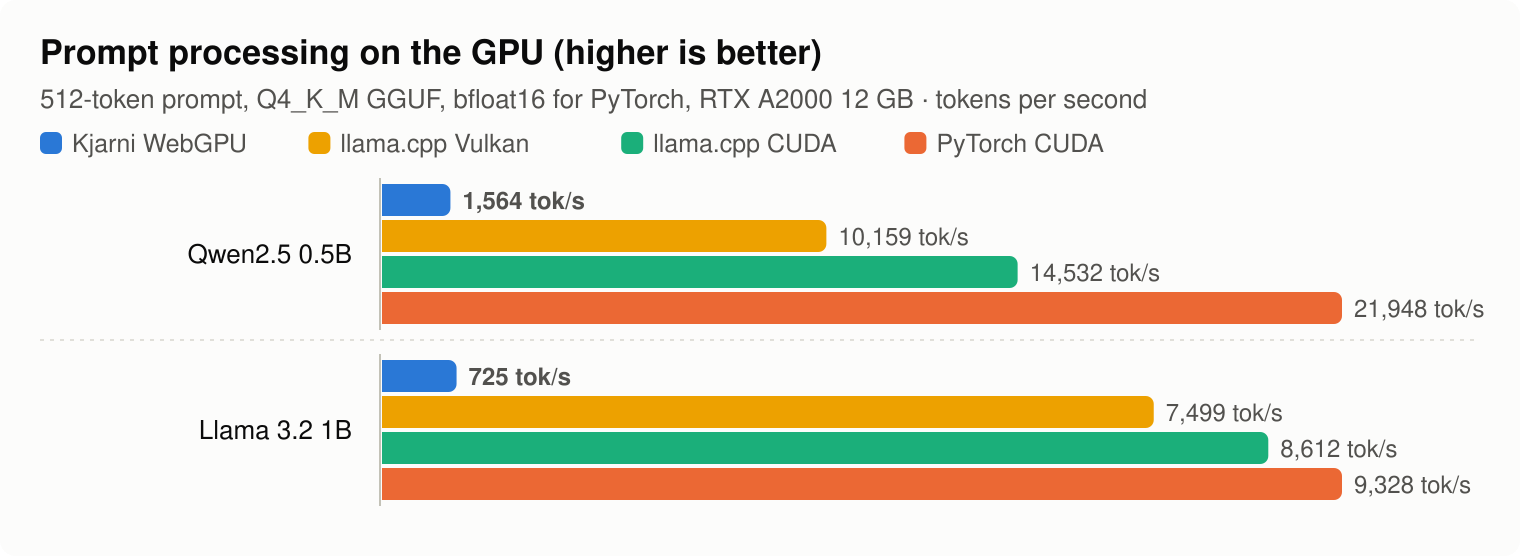 Prompt processing on the GPU (higher is better)
512-token prompt, Q4_K_M GGUF, bfloat16 for PyTorch, RTX A2000 12 GB · tokens per second
Kjarni WebGPU llama.cpp Vulkan llama.cpp CUDA PyTorch CUDA
Qwen2.5 0.5B
1,564 tok/s
10,159 tok/s
14,532 tok/s
21,948 tok/s
Llama 3.2 1B
725 tok/s
7,499 tok/s
8,612 tok/s
9,328 tok/s